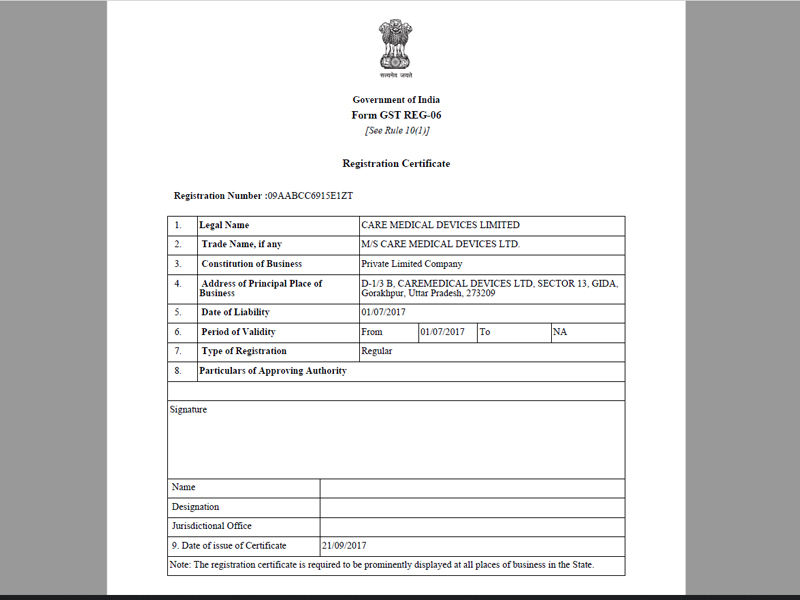 सत्यमेव जयते
Government of India
Form GST REG-06
[See Rule 10(1)]
Registration Certificate
Registration Number :09AABCC6915E1ZT
1. Legal Name CARE MEDICAL DEVICES LIMITED
2. Trade Name, if any M/S CARE MEDICAL DEVICES LTD.
3. Constitution of Business Private Limited Company
4. Address of Principal Place of Business D-1/3 B, CAREMEDICAL DEVICES LTD, SECTOR 13, GIDA, Gorakhpur, Uttar Pradesh, 273209
5. Date of Liability 01/07/2017
6. Period of Validity From 01/07/2017 To NA
7. Type of Registration Regular
8. Particulars of Approving Authority
Signature
Name
Designation
Jurisdictional Office
9. Date of issue of Certificate 21/09/2017
Note: The registration certificate is required to be prominently displayed at all places of business in the State.